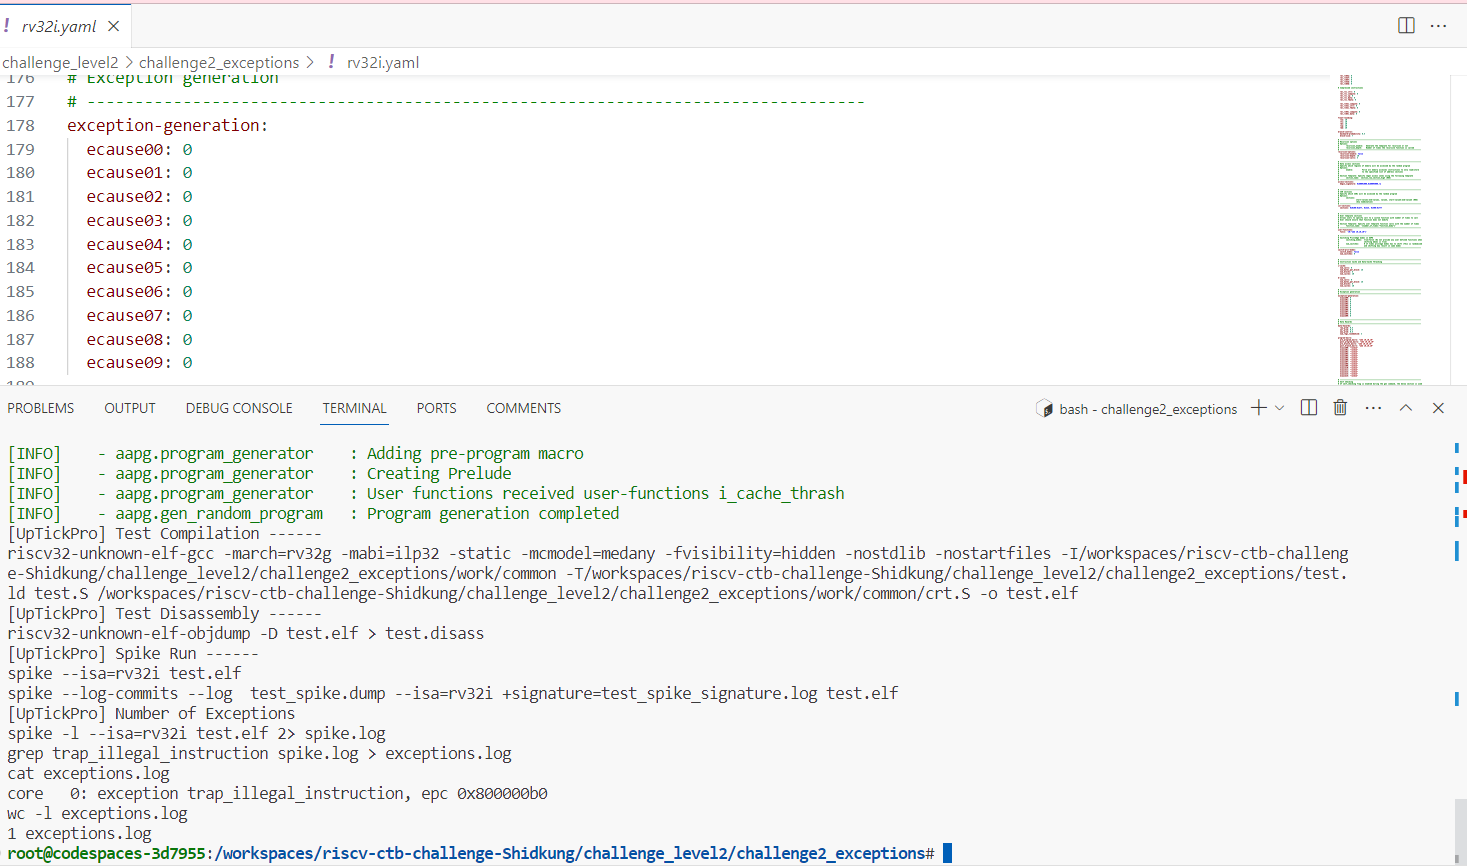 ! rv32i.yaml
challenge_level2 > challenge2_exceptions > ! rv32i.yaml
176 # Exception generation
177 # ---------------------------------------------------------------------------------
178 exception-generation:
179 ecause00: 0
180 ecause01: 0
181 ecause02: 0
182 ecause03: 0
183 ecause04: 0
184 ecause05: 0
185 ecause06: 0
186 ecause07: 0
187 ecause08: 0
188 ecause09: 0
189
PROBLEMS OUTPUT DEBUG CONSOLE TERMINAL PORTS COMMENTS bash - challenge2_exceptions
[INFO] - aapg.program_generator : Adding pre-program macro
[INFO] - aapg.program_generator : Creating Prelude
[INFO] - aapg.program_generator : User functions received user-functions i_cache_thrash
[INFO] - aapg.gen_random_program : Program generation completed
[UpTickPro] Test Compilation ------
riscv32-unknown-elf-gcc -march=rv32g -mabi=ilp32 -static -mcmodel=medany -fvisibility=hidden -nostdlib -nostartfiles -I/workspaces/riscv-ctb-challeng
e-Shidkung/challenge_level2/challenge2_exceptions/work/common -T/workspaces/riscv-ctb-challenge-Shidkung/challenge_level2/challenge2_exceptions/test.
ld test.S /workspaces/riscv-ctb-challenge-Shidkung/challenge_level2/challenge2_exceptions/work/common/crt.S -o test.elf
[UpTickPro] Test Disassembly ------
riscv32-unknown-elf-objdump -D test.elf > test.disass
[UpTickPro] Spike Run ------
spike --isa=rv32i test.elf
spike --log-commits --log  test_spike.dump --isa=rv32i +signature=test_spike_signature.log test.elf
[UpTickPro] Number of Exceptions
spike -l --isa=rv32i test.elf 2> spike.log
grep trap_illegal_instruction spike.log > exceptions.log
cat exceptions.log
core   0: exception trap_illegal_instruction, epc 0x800000b0
wc -l exceptions.log
1 exceptions.log
root@codespaces-3d7955:/workspaces/riscv-ctb-challenge-Shidkung/challenge_level2/challenge2_exceptions#